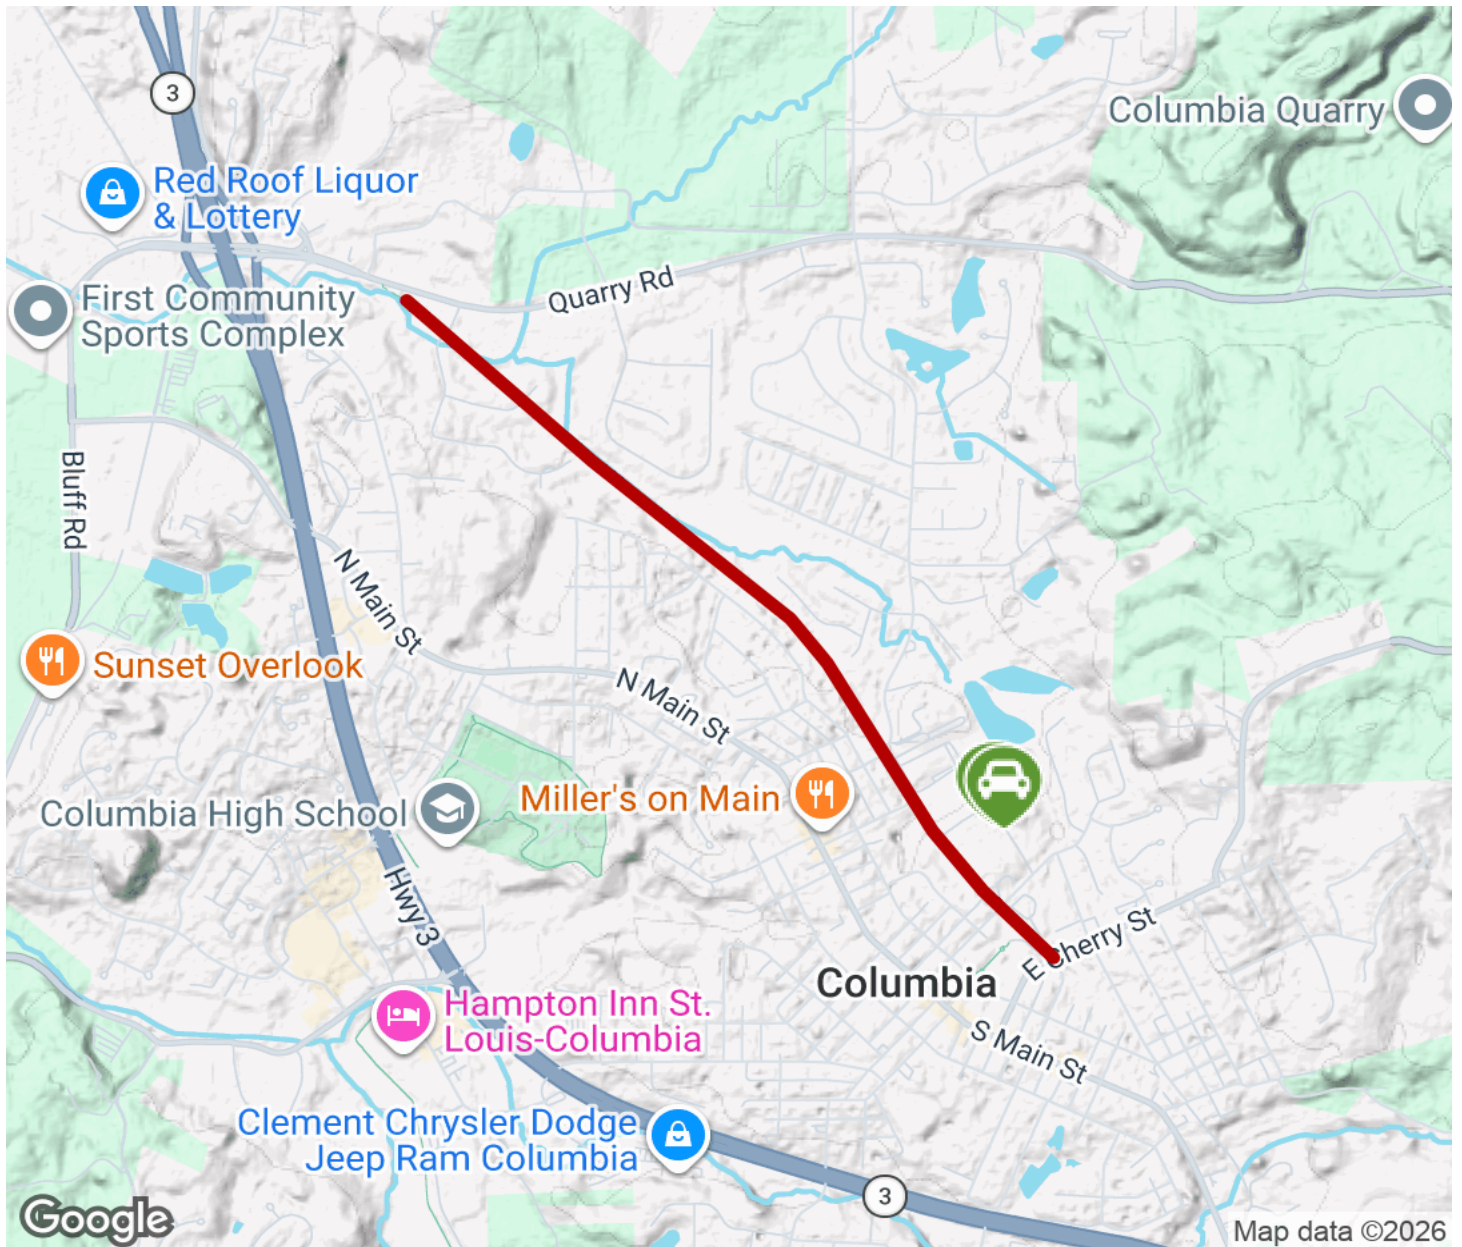 3
Columbia Quarry
Red Roof Liquor
& Lottery
First Community
Sports Complex
Quarry Rd
Bluff Rd
N Main St
Sunset Overlook
N Main St
Columbia High School
Miller's on Main
Hwy 3
E Cherry St
Columbia
Hampton Inn St.
Louis-Columbia
S Main St
Clement Chrysler Dodge
Jeep Ram Columbia
3
Google
Map data ©2026